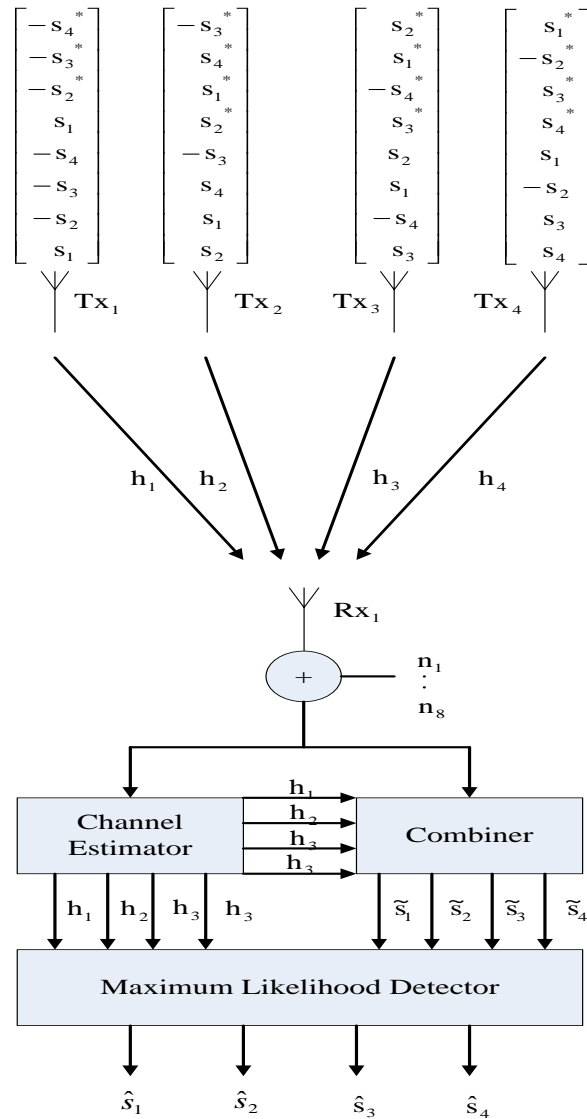 − s₄* − s₃* s₂* s₁*
− s₃* s₄* s₁* − s₂*
− s₂* s₁* − s₄* s₃*
s₁ s₂* s₃* s₄*
− s₄ − s₃ s₂ s₁
− s₃ s₄ s₁ − s₂
− s₂ s₁ − s₄ s₃
s₁ s₂ s₃ s₄
Tx₁ Tx₂ Tx₃ Tx₄
h₁ h₂ h₃ h₄
Rx₁
+ n₁
:
n₈
h₁
h₂
h₃
h₃
Channel Estimator
Combiner
h₁ h₂ h₃ h₃ s̃₁ s̃₂ s̃₃ s̃₄
Maximum Likelihood Detector
ŝ₁ ŝ₂ ŝ₃ ŝ₄